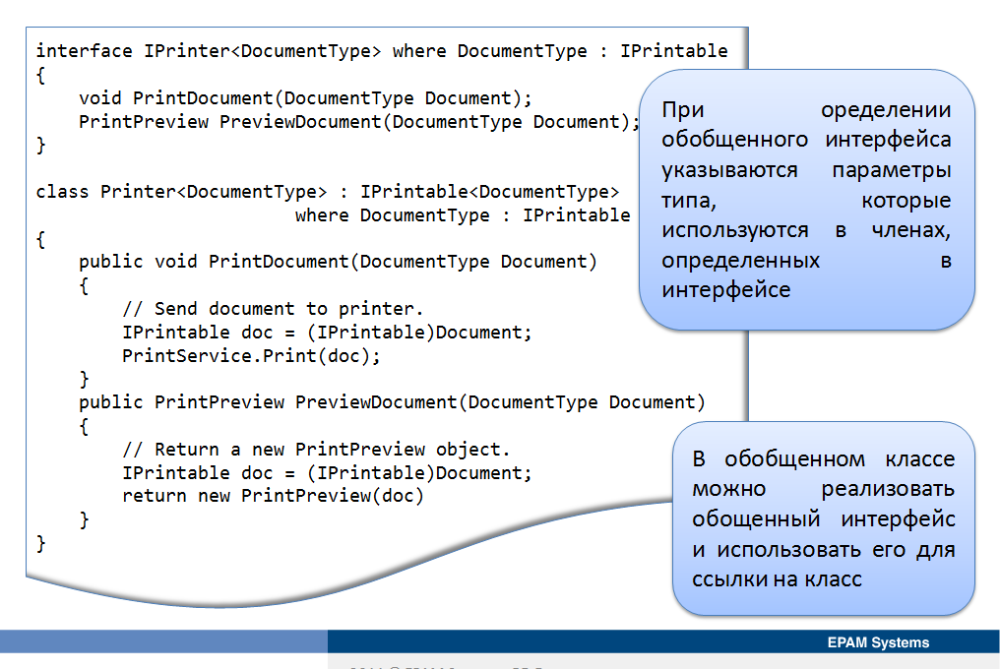 interface IPrinter<DocumentType> where DocumentType : IPrintable
{
    void PrintDocument(DocumentType Document);
    PrintPreview PreviewDocument(DocumentType Document);
}
class Printer<DocumentType> : IPrintable<DocumentType>
                        where DocumentType : IPrintable
{
    public void PrintDocument(DocumentType Document)
    {
        // Send document to printer.
        IPrintable doc = (IPrintable)Document;
        PrintService.Print(doc);
    }
    public PrintPreview PreviewDocument(DocumentType Document)
    {
        // Return a new PrintPreview object.
        IPrintable doc = (IPrintable)Document;
        return new PrintPreview(doc)
    }
}
При оределении
обобщенного интерфейса
указываются параметры
типа, которые
используются в членах,
определенных в
интерфейсе
В обобщенном классе
можно реализовать
обощенный интерфейс
и использовать его для
ссылки на класс
EPAM Systems